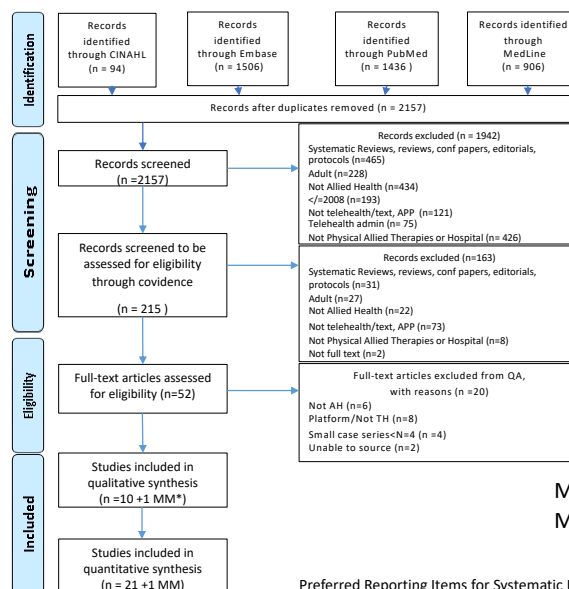 Identification
Records
identified
through CINAHL
(n = 94)
Records
identified
through Embase
(n = 1506)
Records
identified
through PubMed
(n = 1436 )
Records identified
through
MedLine
(n = 906)
Records after duplicates removed (n = 2157)
Screening
Records screened
(n =2157)
Records excluded (n = 1942)
Systematic Reviews, reviews, conf papers, editorials,
protocols (n=465)
Adult (n=228)
Not Allied Health (n=434)
</=2008 (n=193)
Not telehealth/text, APP (n=121)
Telehealth admin (n= 75)
Not Physical Allied Therapies or Hospital (n= 426)
Records screened to be
assessed for eligibility
through covidence
(n = 215 )
Records excluded (n=163)
Systematic Reviews, reviews, conf papers, editorials,
protocols (n=31)
Adult (n=27)
Not Allied Health (n=22)
Not telehealth/text, APP (n=73)
Not Physical Allied Therapies or Hospital (n=8)
Not full text (n=2)
Eligibility
Full-text articles assessed
for eligibility (n=52)
Full-text articles excluded from QA,
with reasons (n =20)
Not AH (n=6)
Platform/Not TH (n=8)
Small case series<N=4 (n =4)
Unable to source (n=2)
Included
Studies included in
qualitative synthesis
(n =10 +1 MM*)
M
M
Studies included in
quantitative synthesis
(n = 21 +1 MM)
Preferred Reporting Items for Systematic